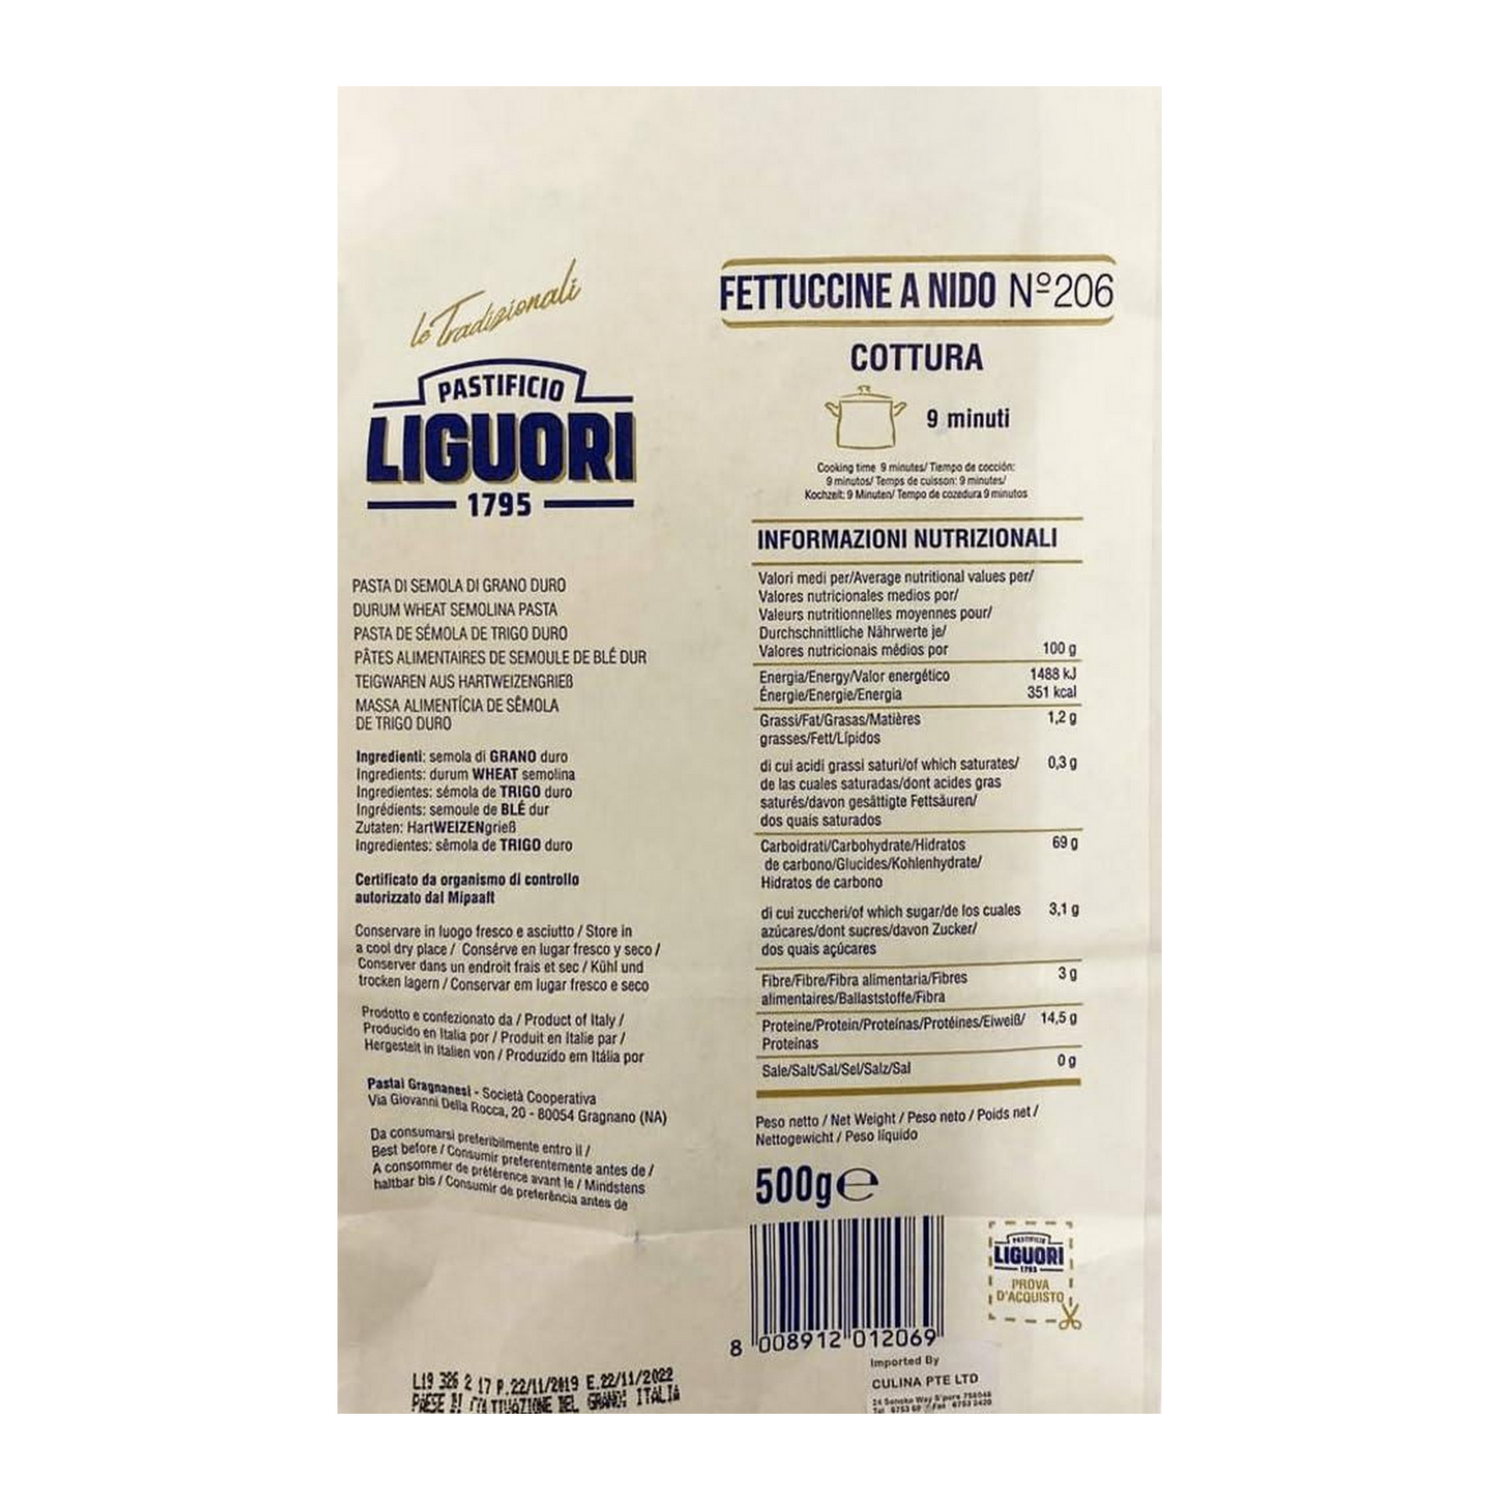 le Tradizionali
PASTIFICIO
LIGUORI
1795
PASTA DI SEMOLA DI GRANO DURO
DURUM WHEAT SEMOLINA PASTA
PASTA DE SÉMOLA DE TRIGO DURO
PÂTES ALIMENTAIRES DE SEMOULE DE BLÉ DUR
TEIGWAREN AUS HARTWEIZENGRIEß
MASSA ALIMENTÍCIA DE SÊMOLA
DE TRIGO DURO
Ingredienti: semola di GRANO duro
Ingredients: durum WHEAT semolina
Ingredientes: sémola de TRIGO duro
Ingrédients: semoule de BLÉ dur
Zutaten: HartWEIZENgrieß
Ingredientes: sêmola de TRIGO duro
Certificato da organismo di controllo
autorizzato dal Mipaaft
Conservare in luogo fresco e asciutto / Store in
a cool dry place / Consérve en lugar fresco y seco /
Conserver dans un endroit frais et sec / Kühl und
trocken lagern / Conservar em lugar fresco e seco
Prodotto e confezionato da / Product of Italy /
Producido en Italia por / Produit en Italie par /
Hergestelt in Italien von / Produzido em Itália por
Pastai Gragnanesi - Società Cooperativa
Via Giovanni Della Rocca, 20 - 80054 Gragnano (NA)
Da consumarsi preferibilmente entro il /
Best before / Consumir preferentemente antes de /
A consommer de préférence avant le / Mindstens
haltbar bis / Consumir de preferência antes de
L19 326 2 17 P.22/11/2019 E.22/11/2022
PAESE DI COLTIVAZIONE DEL GRANO: ITALIA
FETTUCCINE A NIDO Nº206
COTTURA
9 minuti
Cooking time 9 minutes/ Tiempo de cocción:
9 minutos/ Temps de cuisson: 9 minutes/
Kochzeit: 9 Minuten/ Tempo de cozedura 9 minutos
INFORMAZIONI NUTRIZIONALI
Valori medi per/Average nutritional values per/
Valores nutricionales medios por/
Valeurs nutritionnelles moyennes pour/
Durchschnittliche Nährwerte je/
Valores nutricionais médios por 100 g
Energia/Energy/Valor energético 1488 kJ
Énergie/Energie/Energia 351 kcal
Grassi/Fat/Grasas/Matières 1,2 g
grasses/Fett/Lípidos
di cui acidi grassi saturi/of which saturates/ 0,3 g
de las cuales saturadas/dont acides gras
saturés/davon gesättigte Fettsäuren/
dos quais saturados
Carboidrati/Carbohydrate/Hidratos 69 g
de carbono/Glucides/Kohlenhydrate/
Hidratos de carbono
di cui zuccheri/of which sugar/de los cuales 3,1 g
azúcares/dont sucres/davon Zucker/
dos quais açúcares
Fibre/Fibre/Fibra alimentaria/Fibres 3 g
alimentaires/Ballaststoffe/Fibra
Proteine/Protein/Proteínas/Protéines/Eiweiß/ 14,5 g
Proteínas
Sale/Salt/Sal/Sel/Salz/Sal 0 g
Peso netto / Net Weight / Peso neto / Poids net /
Nettogewicht / Peso líquido
500g℮
8 008912 012069
PASTIFICIO
LIGUORI
1795
PROVA
D'ACQUISTO
Imported By
CULINA PTE LTD
24 Senoko Way S'pore 758048
Tel 6753 Fax 6753 2420